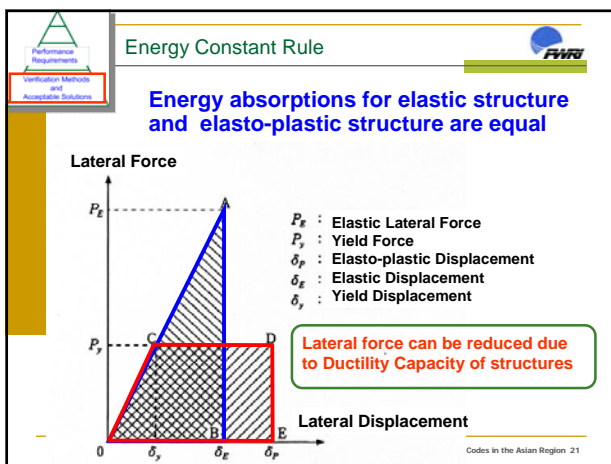 Performance
Requirements
Verification Methods
and
Acceptable Solutions
Energy Constant Rule
PWRI
Energy absorptions for elastic structure
and elasto-plastic structure are equal
Lateral Force
P_E
A
P_E : Elastic Lateral Force
P_y : Yield Force
δ_P : Elasto-plastic Displacement
δ_E : Elastic Displacement
δ_y : Yield Displacement
P_y
C
D
Lateral force can be reduced due
to Ductility Capacity of structures
B
E
Lateral Displacement
0
δ_y
δ_E
δ_P
Codes in the Asian Region 21